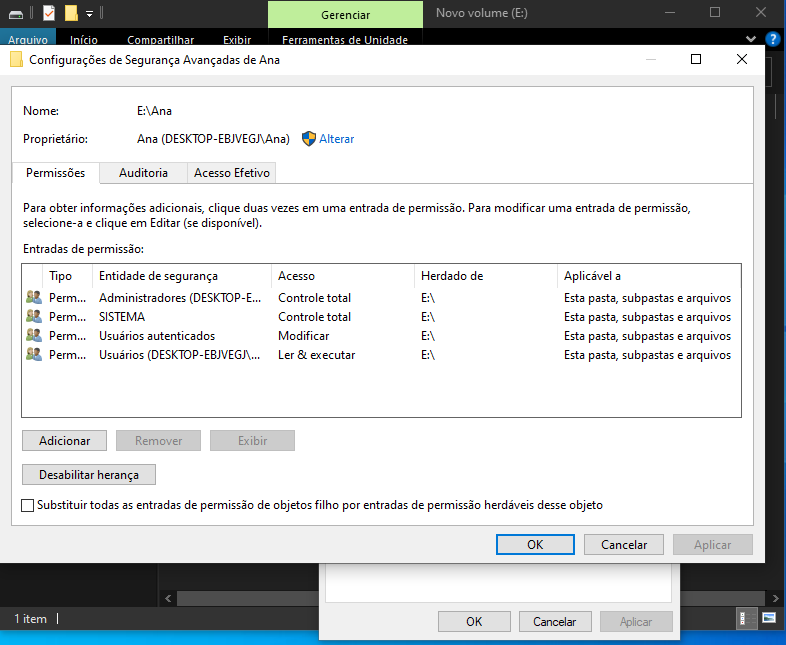 Gerenciar
Novo volume (E:)
Arquivo Início Compartilhar Exibir Ferramentas de Unidade ?
Configurações de Segurança Avançadas de Ana
Nome: E:\Ana
Proprietário: Ana (DESKTOP-EBJVEGJ\Ana) Alterar
Permissões Auditoria Acesso Efetivo
Para obter informações adicionais, clique duas vezes em uma entrada de permissão. Para modificar uma entrada de permissão,
selecione-a e clique em Editar (se disponível).
Entradas de permissão:
Tipo Entidade de segurança Acesso Herdado de Aplicável a
Perm... Administradores (DESKTOP-E... Controle total E:\ Esta pasta, subpastas e arquivos
Perm... SISTEMA Controle total E:\ Esta pasta, subpastas e arquivos
Perm... Usuários autenticados Modificar E:\ Esta pasta, subpastas e arquivos
Perm... Usuários (DESKTOP-EBJVEGJ\... Ler & executar E:\ Esta pasta, subpastas e arquivos
Adicionar Remover Exibir
Desabilitar herança
Substituir todas as entradas de permissão de objetos filho por entradas de permissão herdáveis desse objeto
OK Cancelar Aplicar
1 item
OK Cancelar Aplicar